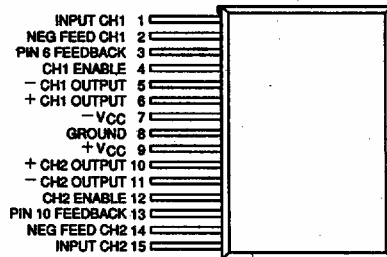 INPUT CH1 1
NEG FEED CH1 2
PIN 6 FEEDBACK 3
CH1 ENABLE 4
− CH1 OUTPUT 5
+ CH1 OUTPUT 6
−VCC 7
GROUND 8
+VCC 9
+ CH2 OUTPUT 10
− CH2 OUTPUT 11
CH2 ENABLE 12
PIN 10 FEEDBACK 13
NEG FEED CH2 14
INPUT CH2 15